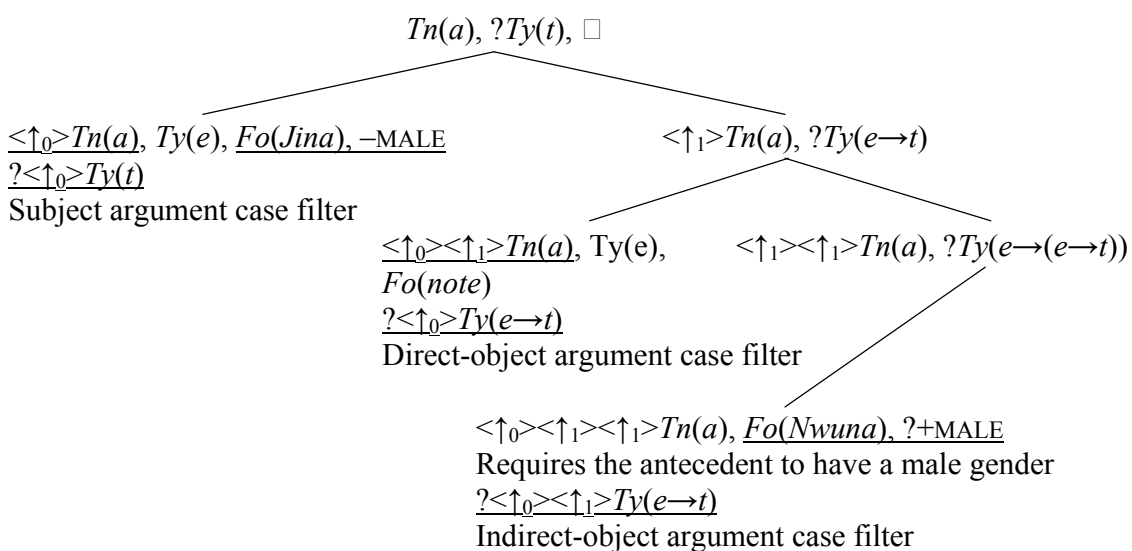 Tn(a), ?Ty(t), □
<↑₀>Tn(a), Ty(e), Fo(Jina), –MALE
?<↑₀>Ty(t)
Subject argument case filter
<↑₁>Tn(a), ?Ty(e→t)
<↑₀><↑₁>Tn(a), Ty(e),
Fo(note)
?<↑₀>Ty(e→t)
Direct-object argument case filter
<↑₁><↑₁>Tn(a), ?Ty(e→(e→t))
<↑₀><↑₁><↑₁>Tn(a), Fo(Nwuna), ?+MALE
Requires the antecedent to have a male gender
?<↑₀><↑₁>Ty(e→t)
Indirect-object argument case filter